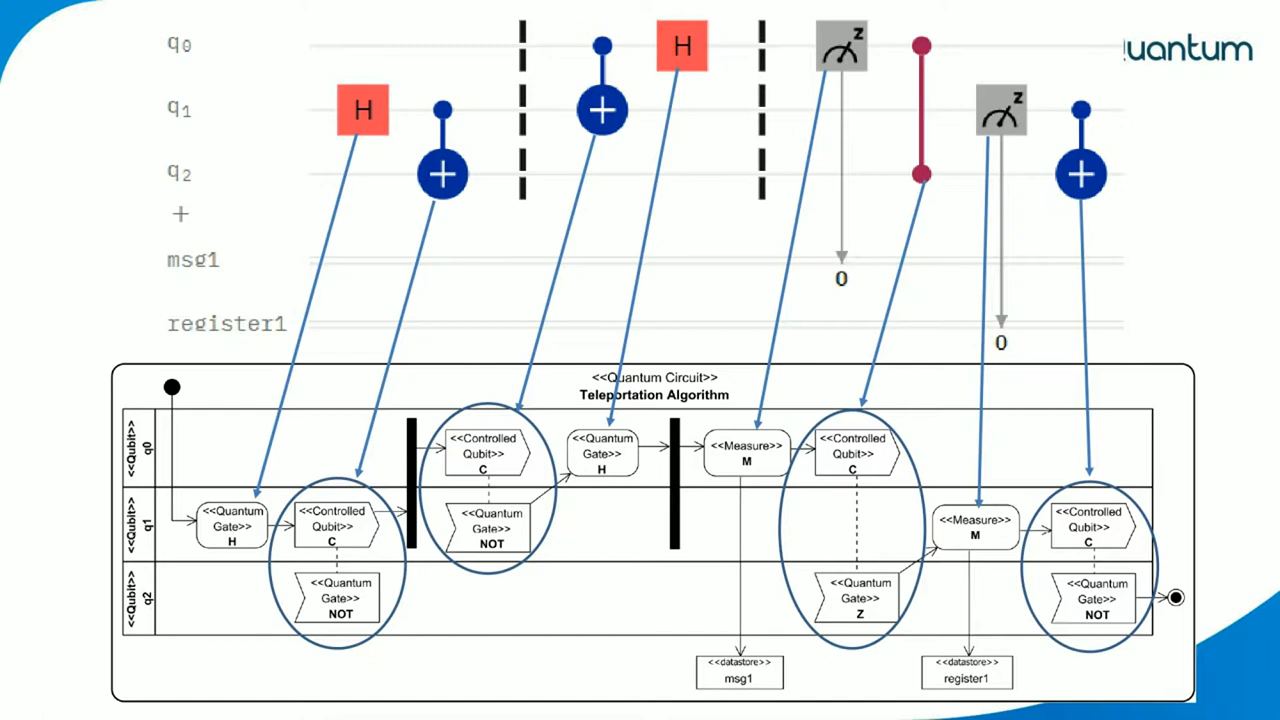 quantum
q0
H
z
q1
H
+
z
q2
+
+
+
msg1
0
register1
0
<<Quantum Circuit>>
Teleportation Algorithm
<<Qubit>>
q0
<<Controlled
Qubit>>
C
<<Quantum
Gate>>
H
<<Measure>>
M
<<Controlled
Qubit>>
C
<<Qubit>>
q1
<<Quantum
Gate>>
H
<<Controlled
Qubit>>
C
<<Quantum
Gate>>
NOT
<<Measure>>
M
<<Controlled
Qubit>>
C
<<Qubit>>
q2
<<Quantum
Gate>>
NOT
<<Quantum
Gate>>
Z
<<Quantum
Gate>>
NOT
<<datastore>>
msg1
<<datastore>>
register1